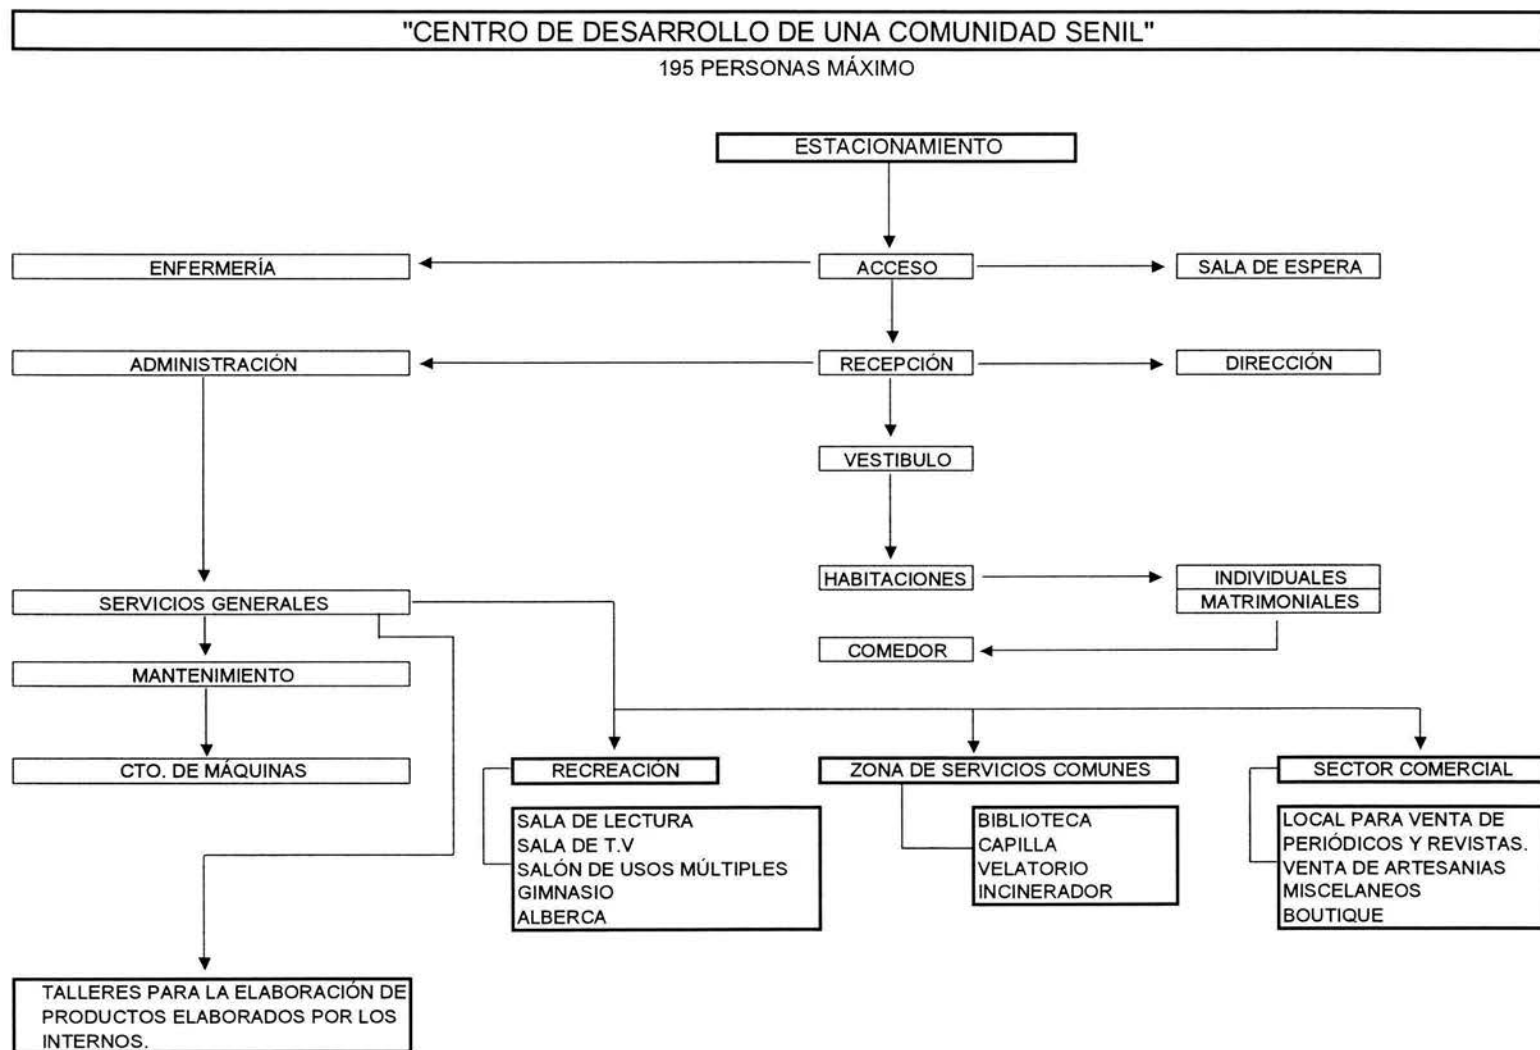 "CENTRO DE DESARROLLO DE UNA COMUNIDAD SENIL"
195 PERSONAS MÁXIMO
ESTACIONAMIENTO
ENFERMERÍA
ACCESO
SALA DE ESPERA
ADMINISTRACIÓN
RECEPCIÓN
DIRECCIÓN
VESTIBULO
HABITACIONES
INDIVIDUALES
MATRIMONIALES
SERVICIOS GENERALES
COMEDOR
MANTENIMIENTO
CTO. DE MÁQUINAS
RECREACIÓN
ZONA DE SERVICIOS COMUNES
SECTOR COMERCIAL
SALA DE LECTURA
SALA DE T.V
SALÓN DE USOS MÚLTIPLES
GIMNASIO
ALBERCA
BIBLIOTECA
CAPILLA
VELATORIO
INCINERADOR
LOCAL PARA VENTA DE
PERIÓDICOS Y REVISTAS.
VENTA DE ARTESANIAS
MISCELANEOS
BOUTIQUE
TALLERES PARA LA ELABORACIÓN DE
PRODUCTOS ELABORADOS POR LOS
INTERNOS.